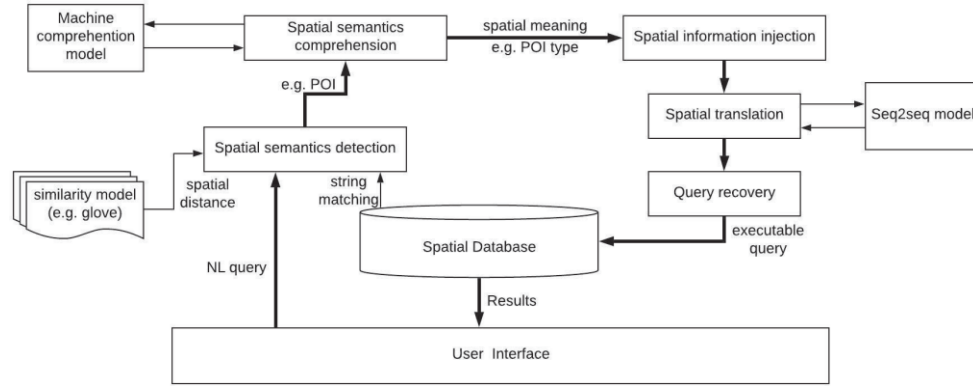 Machine
comprehention model
Spatial semantics
comprehension
spatial meaning
e.g. POI type
Spatial information injection
e.g. POI
Spatial translation
Seq2seq model
Spatial semantics detection
similarity model
(e.g. glove)
spatial
distance
string
matching
Query recovery
executable
query
Spatial Database
NL query
Results
User Interface